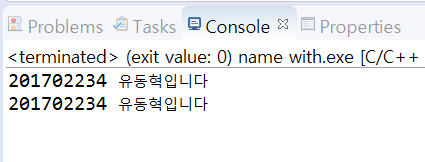 Problems Tasks Console Properties
<terminated> (exit value: 0) name with.exe [C/C++
201702234 유동혁입니다
201702234 유동혁입니다